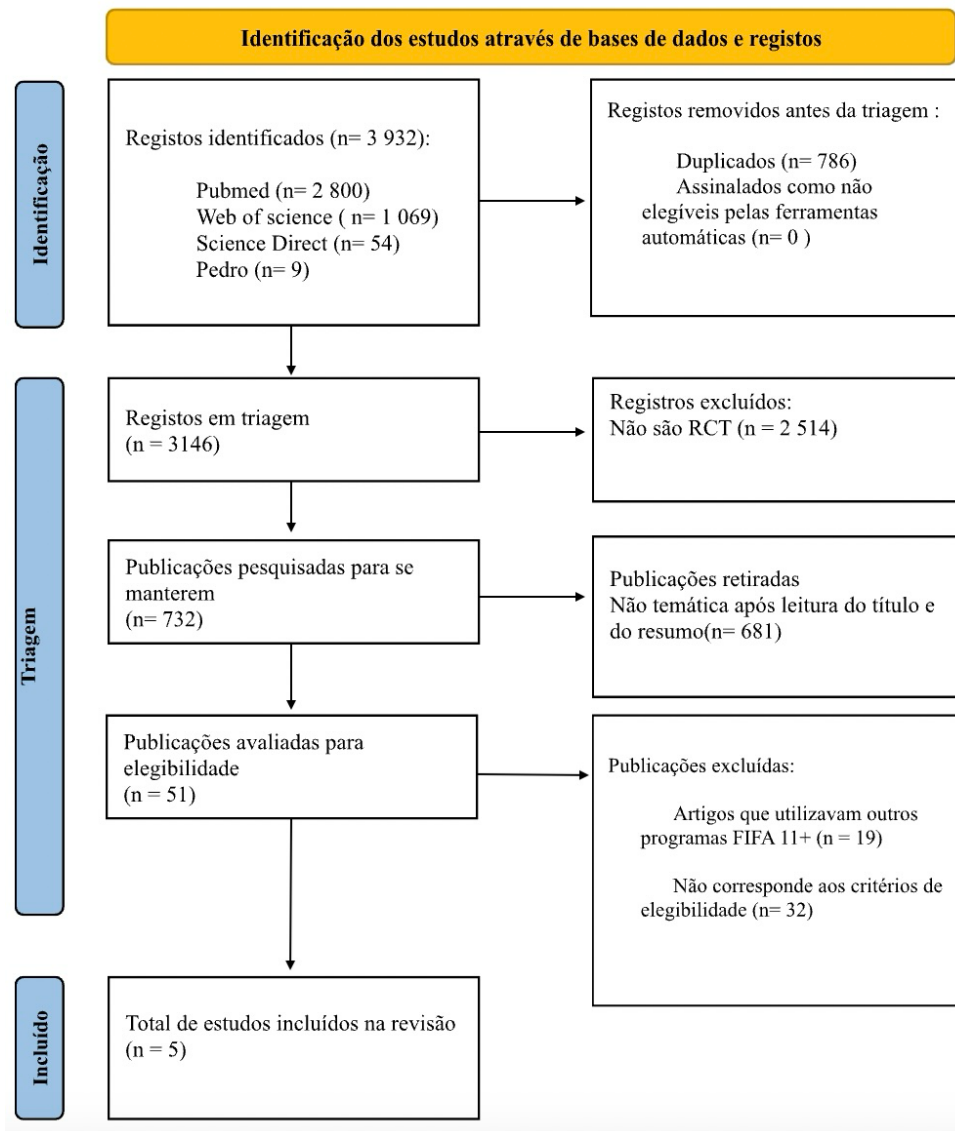 Identificação dos estudos através de bases de dados e registos
Identificação
Registos identificados (n= 3 932):
Pubmed (n= 2 800)
Web of science ( n= 1 069)
Science Direct (n= 54)
Pedro (n= 9)
Registos removidos antes da triagem :
Duplicados (n= 786)
Assinalados como não
elegíveis pelas ferramentas
automáticas (n= 0 )
Triagem
Registos em triagem
(n = 3146)
Registros excluídos:
Não são RCT (n = 2 514)
Publicações pesquisadas para se
manterem
(n= 732)
Publicações retiradas
Não temática após leitura do título e
do resumo(n= 681)
Publicações avaliadas para
elegibilidade
(n = 51)
Publicações excluídas:
Artigos que utilizavam outros
programas FIFA 11+ (n = 19)
Não corresponde aos critérios de
elegibilidade (n= 32)
Incluído
Total de estudos incluídos na revisão
(n = 5)